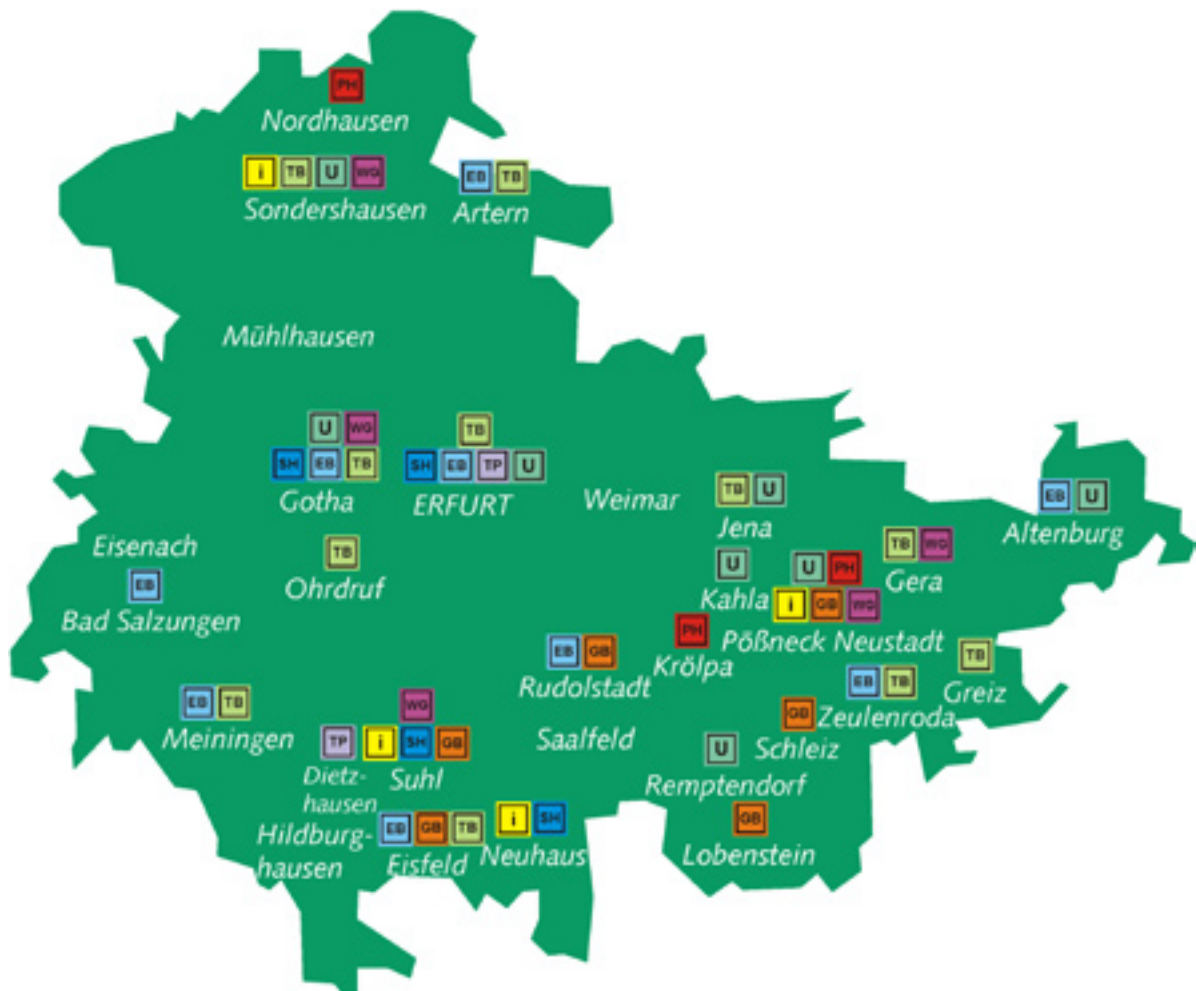 PH
Nordhausen
i TB U WG
Sondershausen
EB TB
Artern
Mühlhausen
U WG
SH EB TB
Gotha
TB
SH EB TP U
ERFURT
Weimar
TB U
Jena
EB U
Altenburg
Eisenach
EB
Bad Salzungen
TB
Ohrdruf
U
Kahla
U PH
i GB WG
Pößneck Neustadt
TB WG
Gera
PH
Krölpa
EB GB
Rudolstadt
TB
Greiz
EB TB
Zeulenroda
EB TB
Meiningen
TP
Dietz-
hausen
WG
i SH GB
Suhl
Saalfeld
GB
Schleiz
U
Remptendorf
Hildburg-
hausen
EB GB TB
Eisfeld
i SH
Neuhaus
GB
Lobenstein